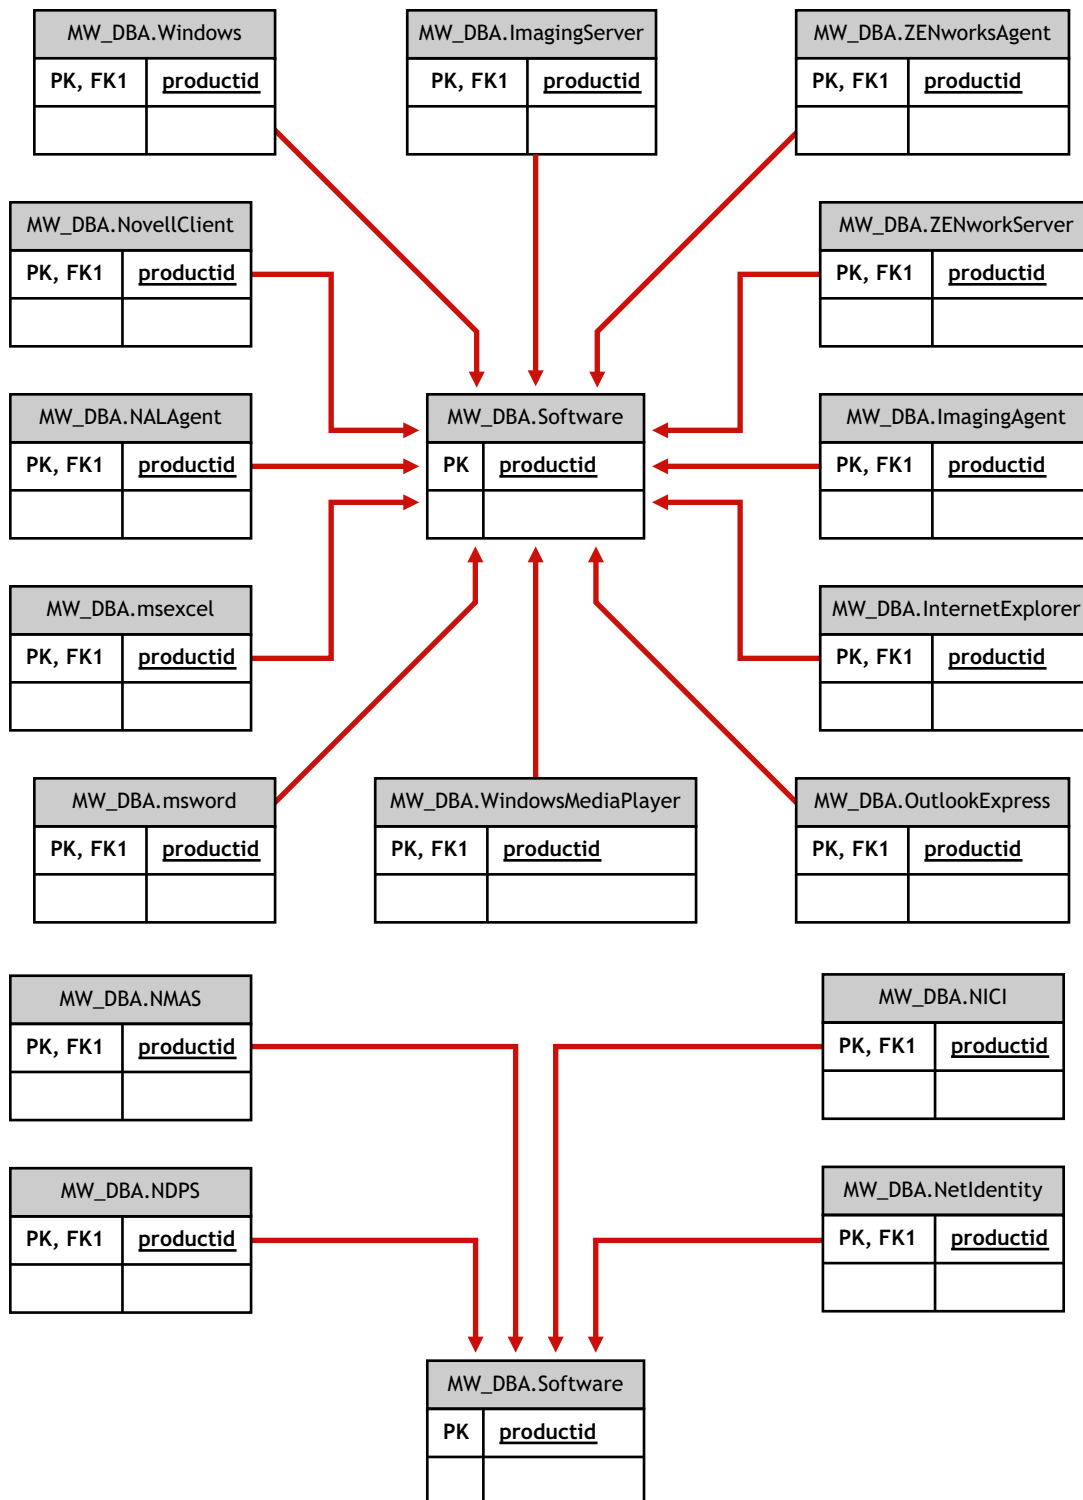 MW_DBA.Windows
PK, FK1 productid
MW_DBA.ImagingServer
PK, FK1 productid
MW_DBA.ZENworksAgent
PK, FK1 productid
MW_DBA.NovellClient
PK, FK1 productid
MW_DBA.ZENworkServer
PK, FK1 productid
MW_DBA.NALAgent
PK, FK1 productid
MW_DBA.Software
PK productid
MW_DBA.ImagingAgent
PK, FK1 productid
MW_DBA.msexcel
PK, FK1 productid
MW_DBA.InternetExplorer
PK, FK1 productid
MW_DBA.msword
PK, FK1 productid
MW_DBA.WindowsMediaPlayer
PK, FK1 productid
MW_DBA.OutlookExpress
PK, FK1 productid
MW_DBA.NMAS
PK, FK1 productid
MW_DBA.NICI
PK, FK1 productid
MW_DBA.NDPS
PK, FK1 productid
MW_DBA.NetIdentity
PK, FK1 productid
MW_DBA.Software
PK productid